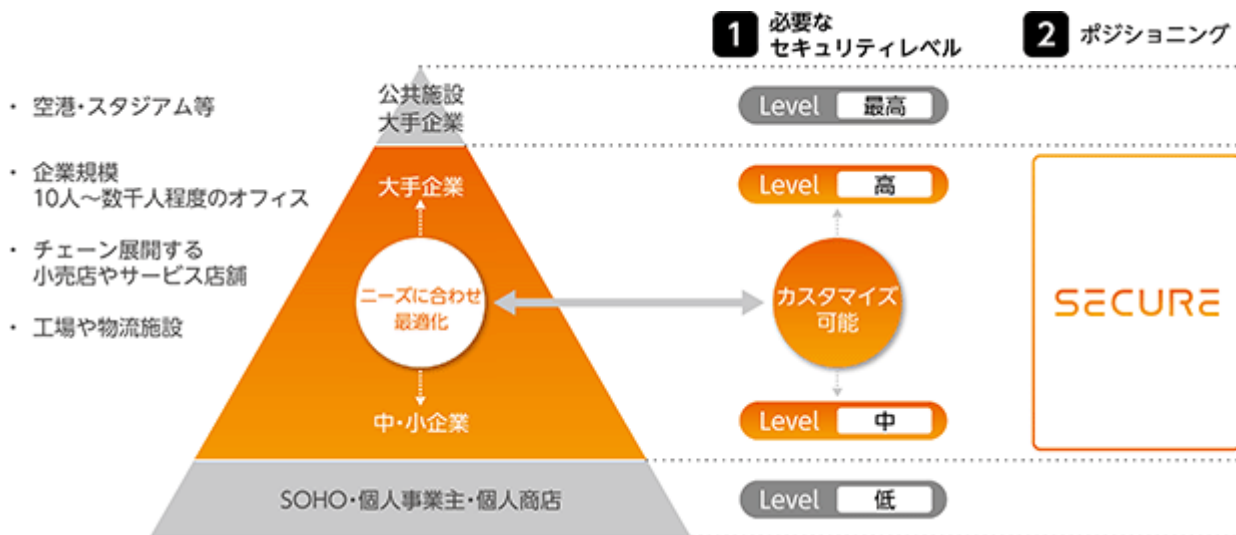 1 必要な
セキュリティレベル
2 ポジショニング
・ 空港・スタジアム等
公共施設
大手企業
Level 最高
・ 企業規模
10人〜数千人程度のオフィス
大手企業
Level 高
・ チェーン展開する
小売店やサービス店舗
ニーズに合わせ
最適化
カスタマイズ
可能
SECURE
・ 工場や物流施設
中・小企業
Level 中
SOHO・個人事業主・個人商店
Level 低